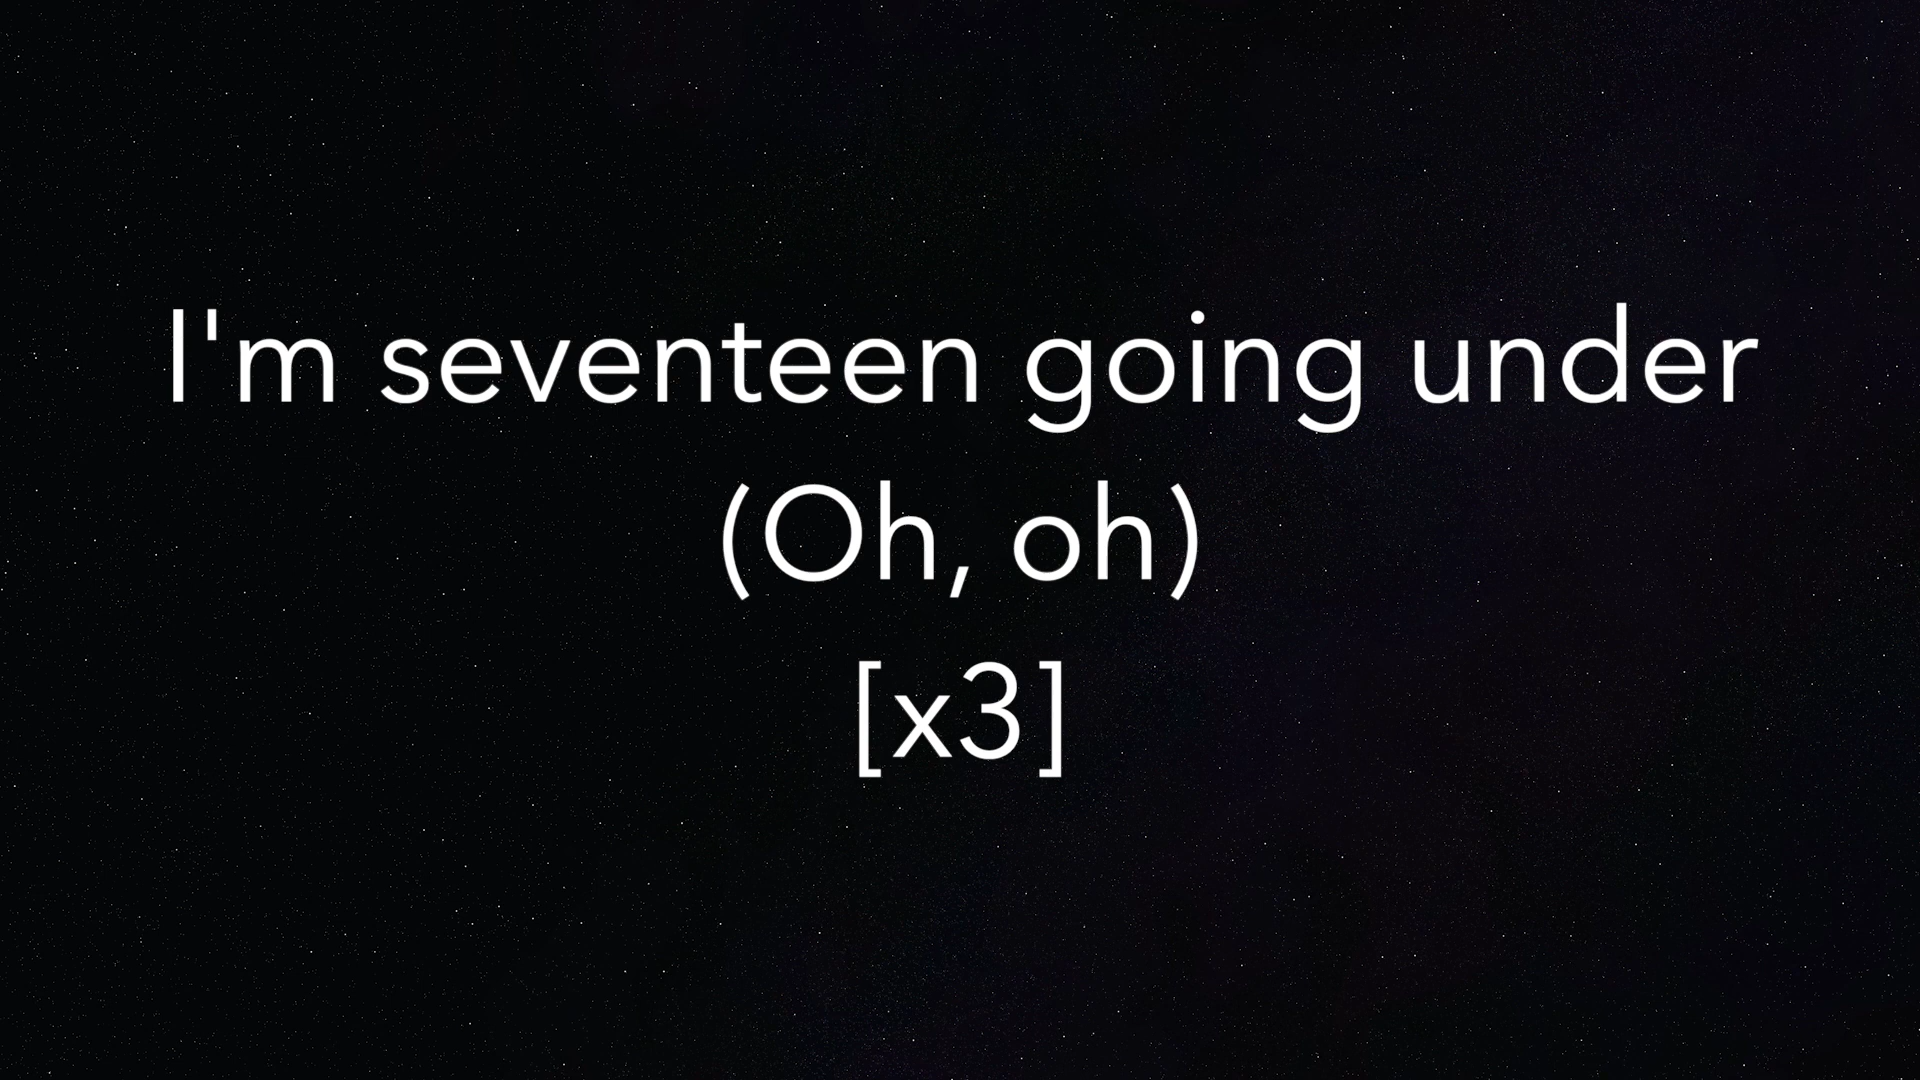 I'm seventeen going under
(Oh, oh)
[x3]